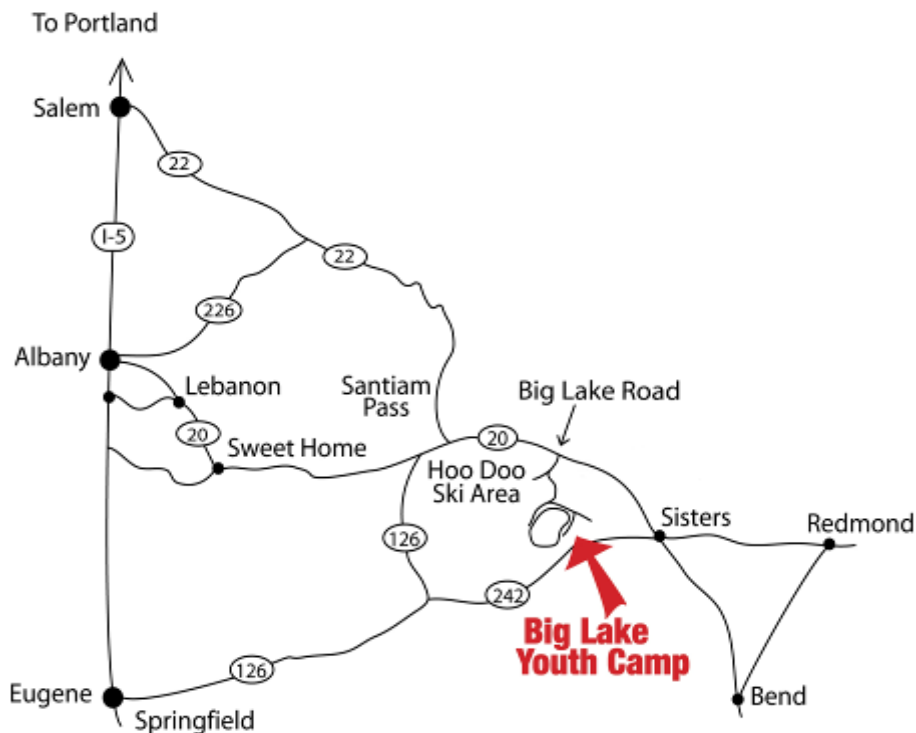 To Portland
Salem
22
I-5
22
226
Albany
Lebanon
Santiam
Pass
Big Lake Road
20
20
Sweet Home
Hoo Doo
Ski Area
Sisters
Redmond
126
242
Big Lake
Youth Camp
126
Eugene
Springfield
Bend